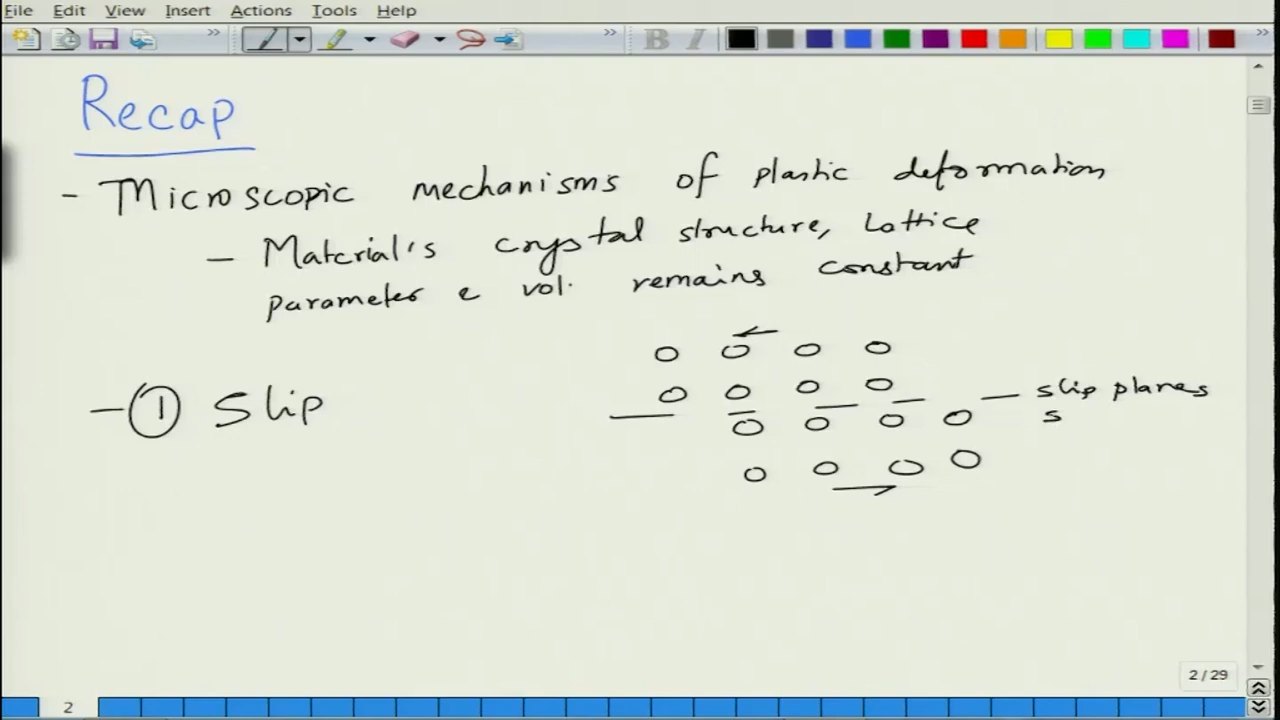 File Edit View Insert Actions Tools Help
B I
Recap
- Microscopic mechanisms of plastic deformation
- Material's crystal structure, Lattice
parameter & vol. remains constant
- ① Slip
slip planes
s
2/29
2